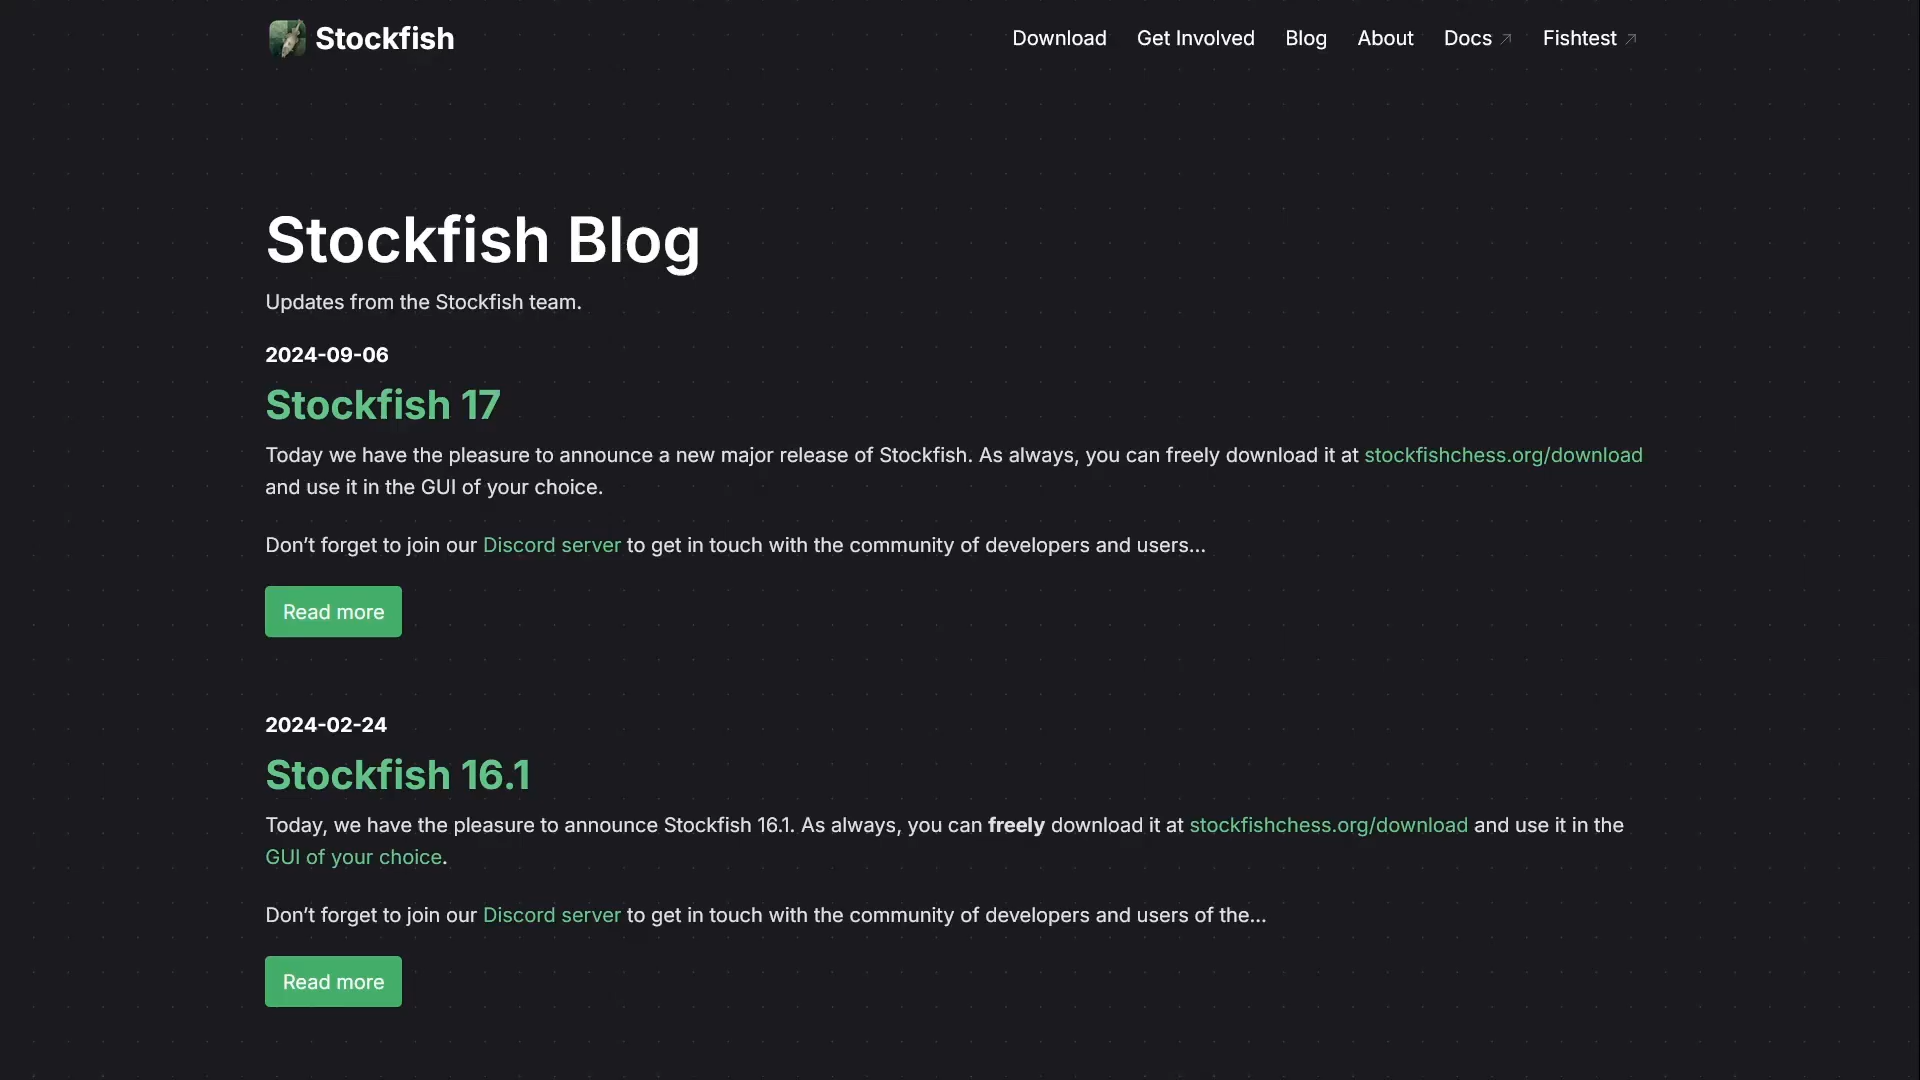 Stockfish
Download Get Involved Blog About Docs Fishtest
Stockfish Blog
Updates from the Stockfish team.
2024-09-06
Stockfish 17
Today we have the pleasure to announce a new major release of Stockfish. As always, you can freely download it at stockfishchess.org/download
and use it in the GUI of your choice.
Don’t forget to join our Discord server to get in touch with the community of developers and users...
Read more
2024-02-24
Stockfish 16.1
Today, we have the pleasure to announce Stockfish 16.1. As always, you can freely download it at stockfishchess.org/download and use it in the
GUI of your choice.
Don’t forget to join our Discord server to get in touch with the community of developers and users of the...
Read more